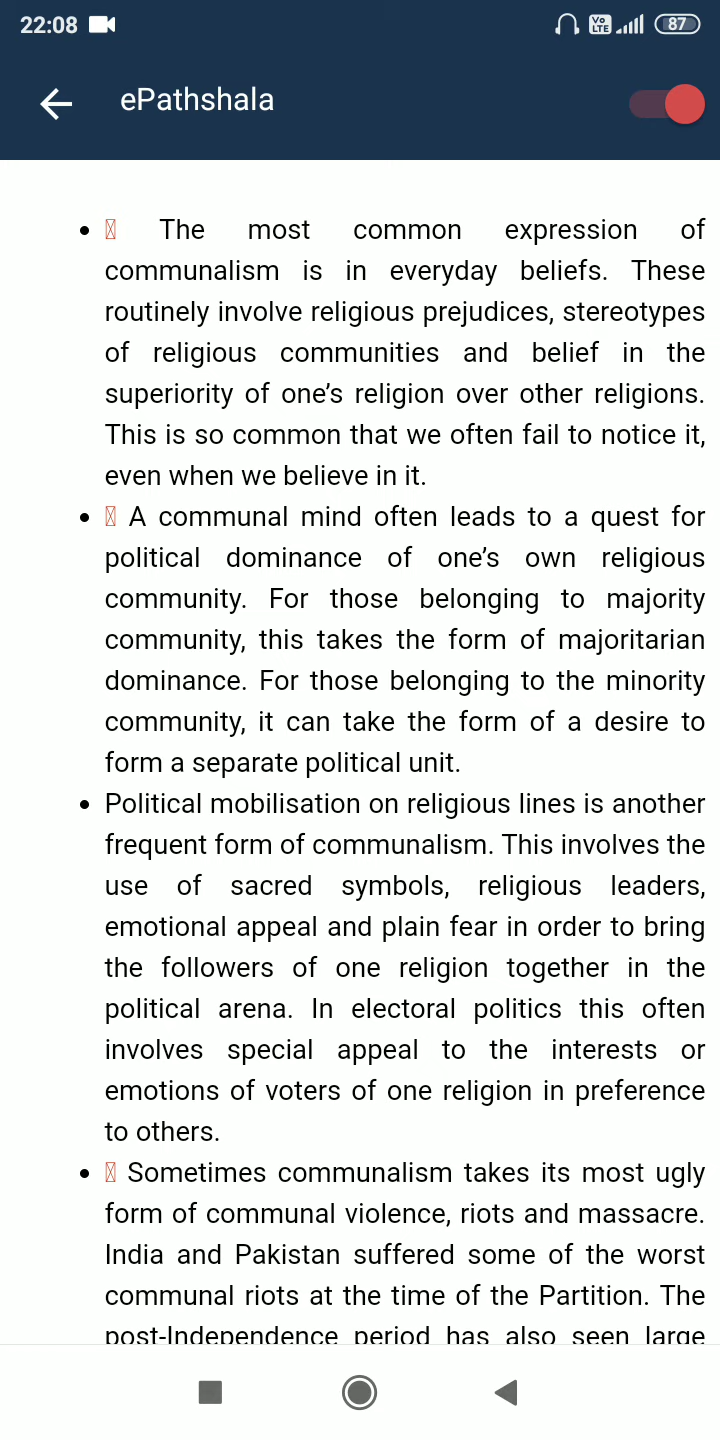 22:08 Vo LTE 87
ePathshala
• The most common expression of
communalism is in everyday beliefs. These
routinely involve religious prejudices, stereotypes
of religious communities and belief in the
superiority of one’s religion over other religions.
This is so common that we often fail to notice it,
even when we believe in it.
• A communal mind often leads to a quest for
political dominance of one’s own religious
community. For those belonging to majority
community, this takes the form of majoritarian
dominance. For those belonging to the minority
community, it can take the form of a desire to
form a separate political unit.
• Political mobilisation on religious lines is another
frequent form of communalism. This involves the
use of sacred symbols, religious leaders,
emotional appeal and plain fear in order to bring
the followers of one religion together in the
political arena. In electoral politics this often
involves special appeal to the interests or
emotions of voters of one religion in preference
to others.
• Sometimes communalism takes its most ugly
form of communal violence, riots and massacre.
India and Pakistan suffered some of the worst
communal riots at the time of the Partition. The
post-Independence period has also seen large